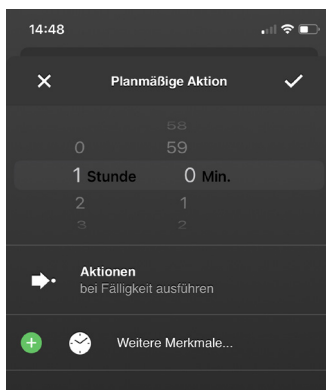 14:48
Planmäßige Aktion
58
0 59
1 Stunde 0 Min.
2 1
3 2
Aktionen
bei Fälligkeit ausführen
Weitere Merkmale...